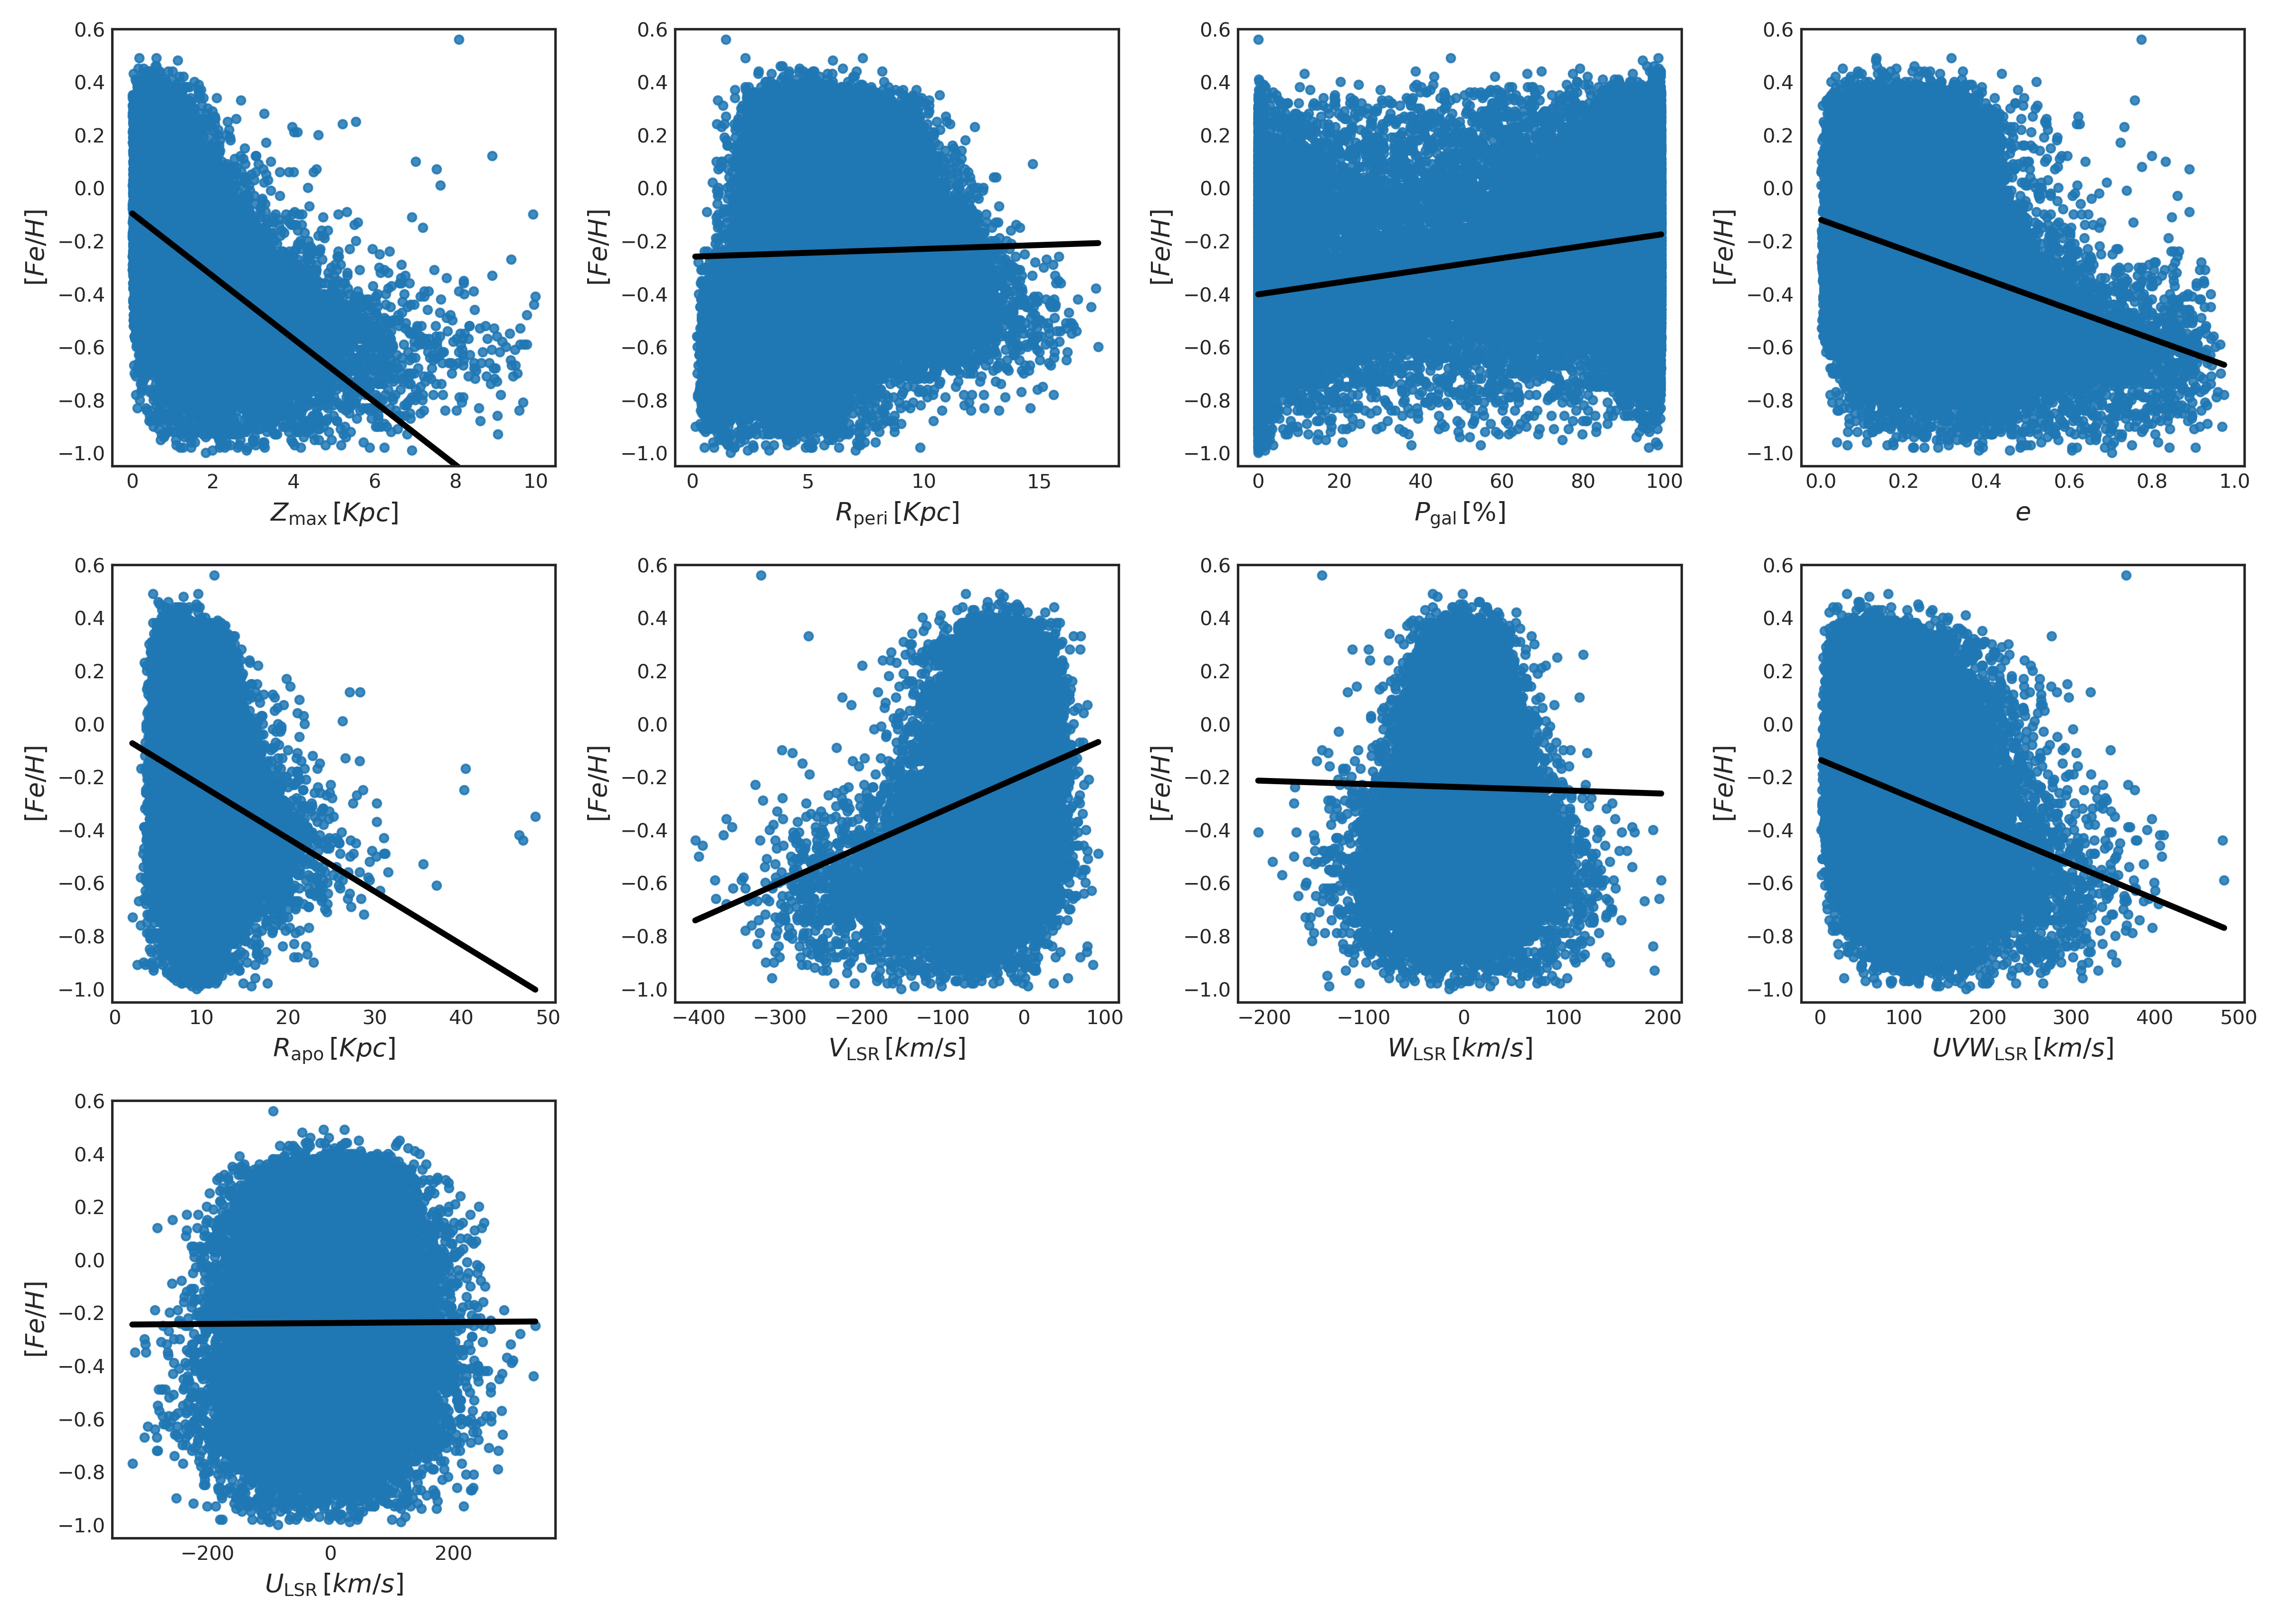 0.6 0.4 0.2 0.0 −0.2 −0.4 −0.6 −0.8 −1.0
[Fe/H]
0 2 4 6 8 10
Z_max [Kpc]
0.6 0.4 0.2 0.0 −0.2 −0.4 −0.6 −0.8 −1.0
[Fe/H]
0 5 10 15
R_peri [Kpc]
0.6 0.4 0.2 0.0 −0.2 −0.4 −0.6 −0.8 −1.0
[Fe/H]
0 20 40 60 80 100
P_gal [%]
0.6 0.4 0.2 0.0 −0.2 −0.4 −0.6 −0.8 −1.0
[Fe/H]
0.0 0.2 0.4 0.6 0.8 1.0
e
0.6 0.4 0.2 0.0 −0.2 −0.4 −0.6 −0.8 −1.0
[Fe/H]
0 10 20 30 40 50
R_apo [Kpc]
0.6 0.4 0.2 0.0 −0.2 −0.4 −0.6 −0.8 −1.0
[Fe/H]
−400 −300 −200 −100 0 100
V_LSR [km/s]
0.6 0.4 0.2 0.0 −0.2 −0.4 −0.6 −0.8 −1.0
[Fe/H]
−200 −100 0 100 200
W_LSR [km/s]
0.6 0.4 0.2 0.0 −0.2 −0.4 −0.6 −0.8 −1.0
[Fe/H]
0 100 200 300 400 500
UVW_LSR [km/s]
0.6 0.4 0.2 0.0 −0.2 −0.4 −0.6 −0.8 −1.0
[Fe/H]
−200 0 200
U_LSR [km/s]